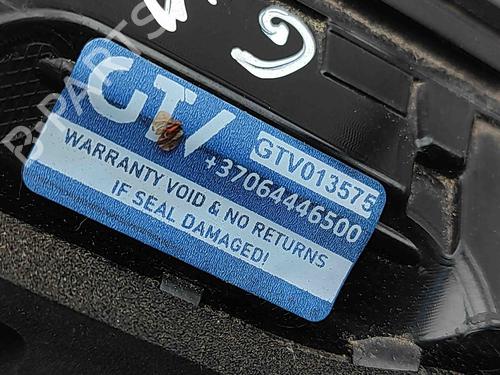 GTV
GTV013575
+37064446500
WARRANTY VOID & NO RETURNS
IF SEAL DAMAGED!